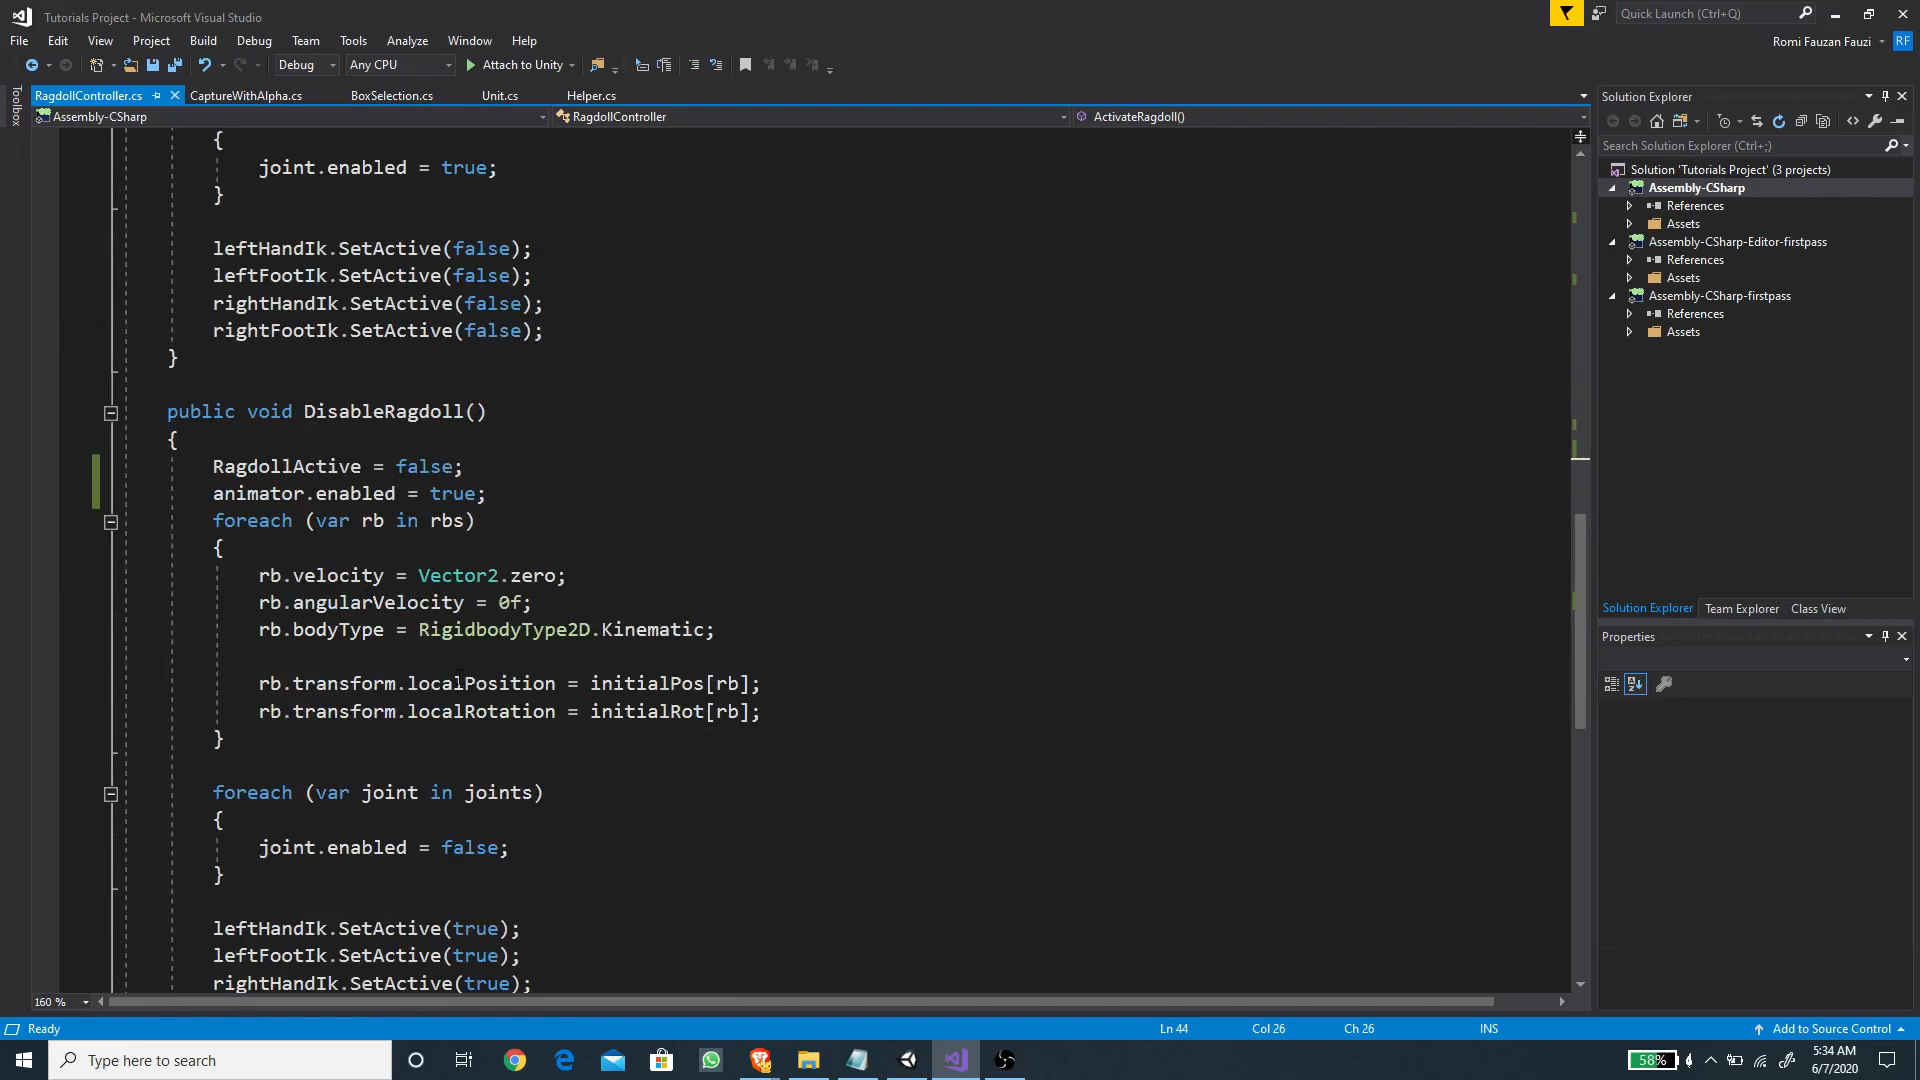 Tutorials Project - Microsoft Visual Studio
Quick Launch (Ctrl+Q)
File Edit View Project Build Debug Team Tools Analyze Window Help
Romi Fauzan Fauzi RF
Debug Any CPU Attach to Unity
Toolbox
RagdollController.cs CaptureWithAlpha.cs BoxSelection.cs Unit.cs Helper.cs
Assembly-CSharp RagdollController ActivateRagdoll()
{
joint.enabled = true;
}
leftHandIk.SetActive(false);
leftFootIk.SetActive(false);
rightHandIk.SetActive(false);
rightFootIk.SetActive(false);
}
public void DisableRagdoll()
{
RagdollActive = false;
animator.enabled = true;
foreach (var rb in rbs)
{
rb.velocity = Vector2.zero;
rb.angularVelocity = 0f;
rb.bodyType = RigidbodyType2D.Kinematic;
rb.transform.localPosition = initialPos[rb];
rb.transform.localRotation = initialRot[rb];
}
foreach (var joint in joints)
{
joint.enabled = false;
}
leftHandIk.SetActive(true);
leftFootIk.SetActive(true);
rightHandIk.SetActive(true);
160 %
Solution Explorer
Search Solution Explorer (Ctrl+;)
Solution 'Tutorials Project' (3 projects)
Assembly-CSharp
References
Assets
Assembly-CSharp-Editor-firstpass
References
Assets
Assembly-CSharp-firstpass
References
Assets
Solution Explorer Team Explorer Class View
Properties
Ready Ln 44 Col 26 Ch 26 INS Add to Source Control
Type here to search
58%
5:34 AM
6/7/2020